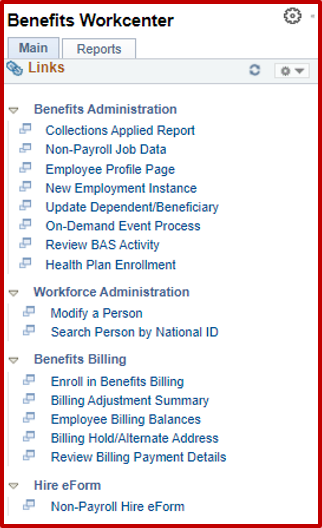 Benefits Workcenter
Main
Reports
Links
Benefits Administration
Collections Applied Report
Non-Payroll Job Data
Employee Profile Page
New Employment Instance
Update Dependent/Beneficiary
On-Demand Event Process
Review BAS Activity
Health Plan Enrollment
Workforce Administration
Modify a Person
Search Person by National ID
Benefits Billing
Enroll in Benefits Billing
Billing Adjustment Summary
Employee Billing Balances
Billing Hold/Alternate Address
Review Billing Payment Details
Hire eForm
Non-Payroll Hire eForm